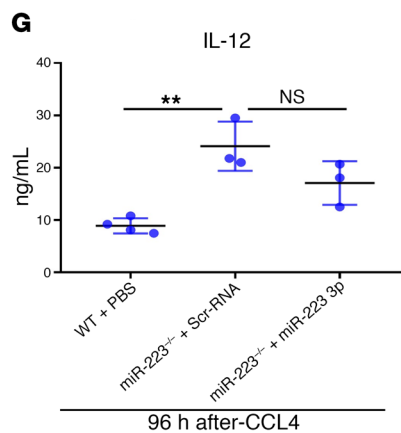 G
IL-12
ng/mL
40
30
20
10
0
** NS
WT + PBS
miR-223⁻/⁻ + Scr-RNA
miR-223⁻/⁻ + miR-223 3p
96 h after-CCL4